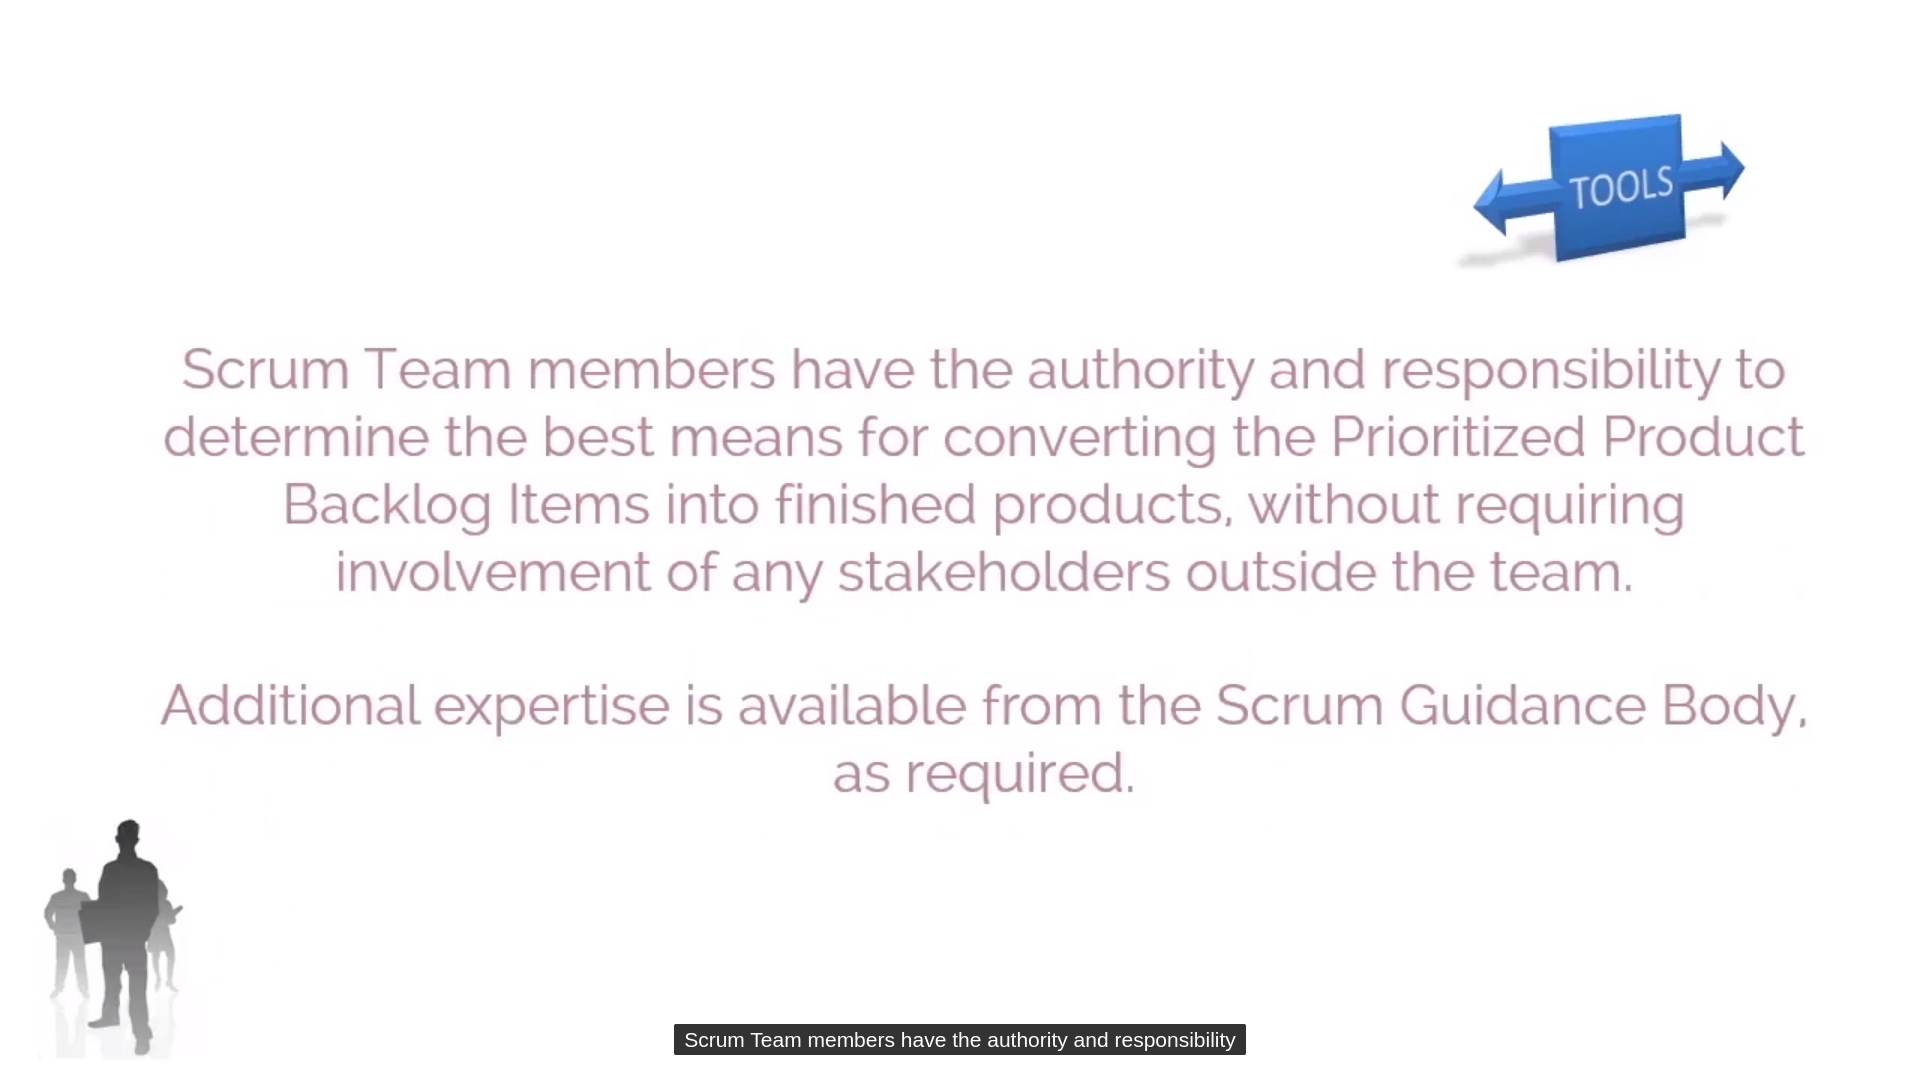 TOOLS
Scrum Team members have the authority and responsibility to
determine the best means for converting the Prioritized Product
Backlog Items into finished products, without requiring
involvement of any stakeholders outside the team.
Additional expertise is available from the Scrum Guidance Body,
as required.
Scrum Team members have the authority and responsibility